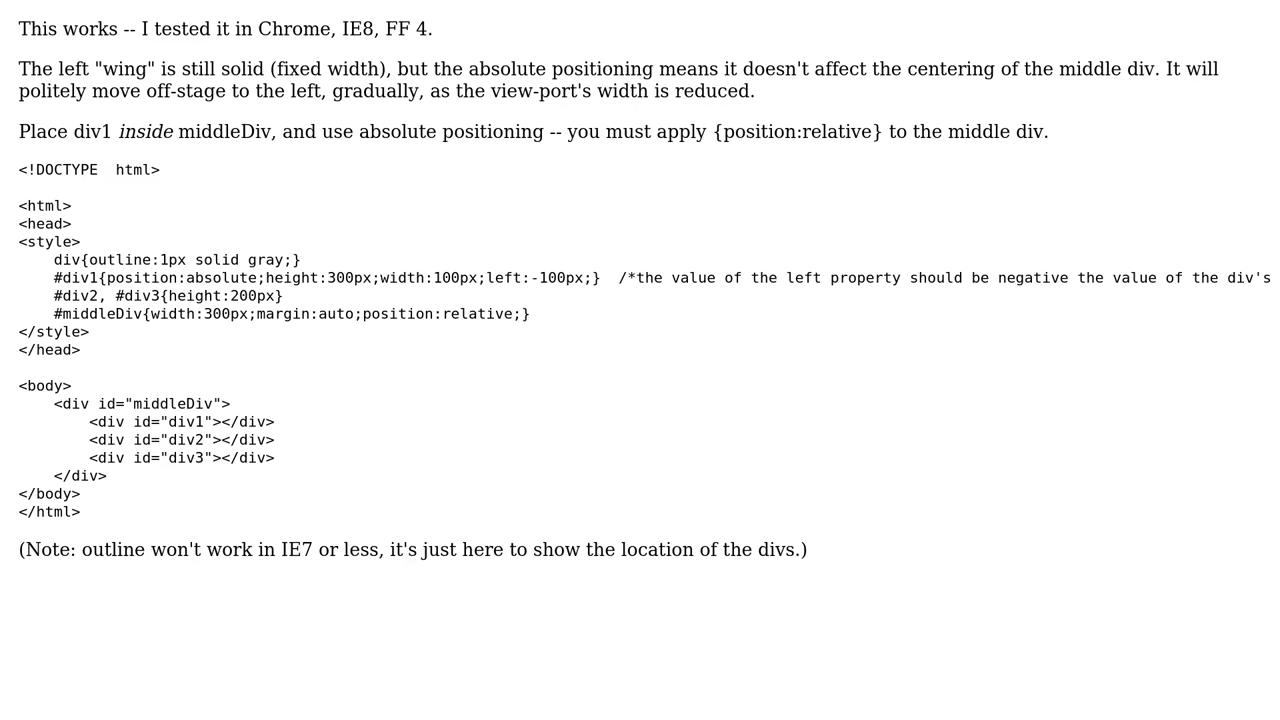 This works -- I tested it in Chrome, IE8, FF 4.
The left "wing" is still solid (fixed width), but the absolute positioning means it doesn't affect the centering of the middle div. It will
politely move off-stage to the left, gradually, as the view-port's width is reduced.
Place div1 inside middleDiv, and use absolute positioning -- you must apply {position:relative} to the middle div.
<!DOCTYPE  html>
<html>
<head>
<style>
    div{outline:1px solid gray;}
    #div1{position:absolute;height:300px;width:100px;left:-100px;}  /*the value of the left property should be negative the value of the div's
    #div2, #div3{height:200px}
    #middleDiv{width:300px;margin:auto;position:relative;}
</style>
</head>
<body>
    <div id="middleDiv">
        <div id="div1"></div>
        <div id="div2"></div>
        <div id="div3"></div>
    </div>
</body>
</html>
(Note: outline won't work in IE7 or less, it's just here to show the location of the divs.)